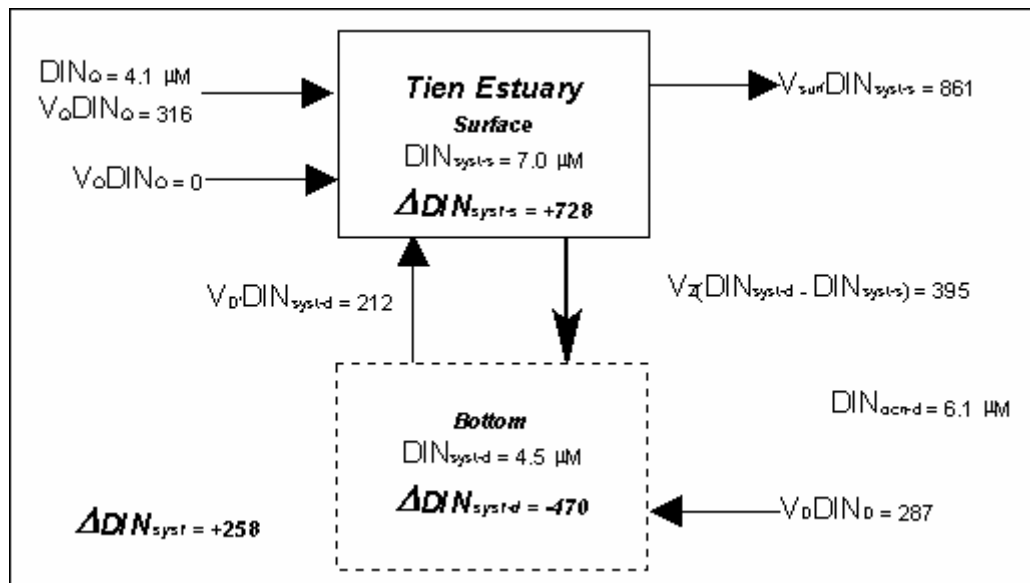 DINQ = 4.1 µM
VQDINQ = 316
VODINO = 0
Tien Estuary
Surface
DINsyst-s = 7.0 µM
ΔDINsyst-s = +728
VsurfDINsyst-s = 861
VD'DINsyst-d = 212
VZ(DINsyst-d - DINsyst-s) = 395
DINocn-d = 6.1 µM
Bottom
DINsyst-d = 4.5 µM
ΔDINsyst-d = -470
VDDIND = 287
ΔDINsyst = +258